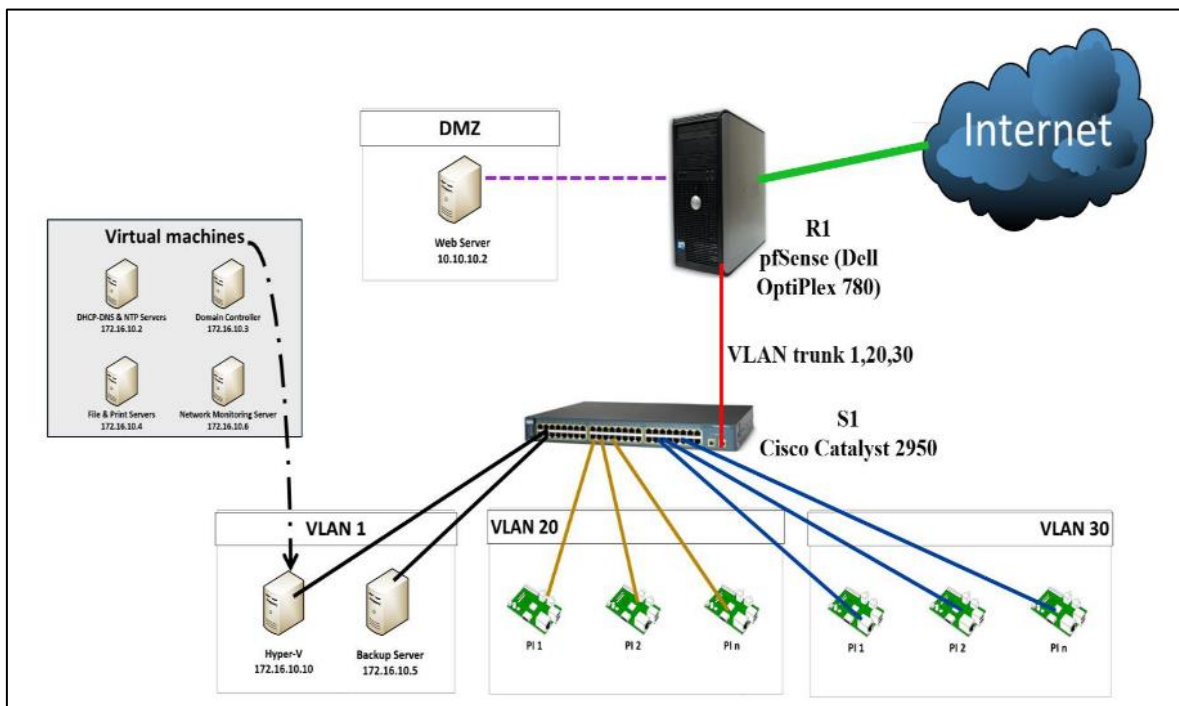 Internet
DMZ
Web Server
10.10.10.2
R1
pfSense (Dell
OptiPlex 780)
Virtual machines
DHCP-DNS & NTP Servers
172.16.10.2
Domain Controller
172.16.10.3
File & Print Servers
172.16.10.4
Network Monitoring Server
172.16.10.6
VLAN trunk 1,20,30
S1
Cisco Catalyst 2950
VLAN 1
Hyper-V
172.16.10.10
Backup Server
172.16.10.5
VLAN 20
PI 1
PI 2
PI n
VLAN 30
PI 1
PI 2
PI n